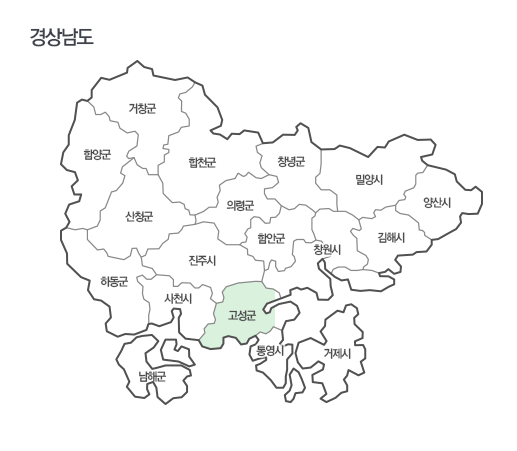 경상남도
거창군
함양군
합천군
창녕군
밀양시
양산시
산청군
의령군
함안군
김해시
창원시
진주시
하동군
사천시
고성군
통영시
거제시
남해군